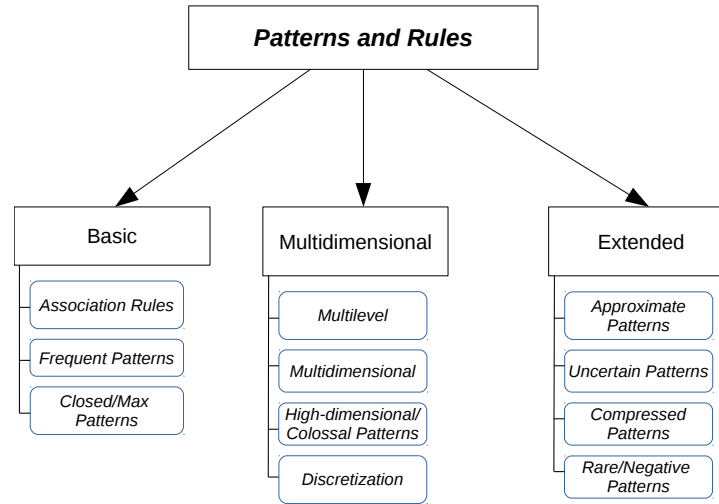 Patterns and Rules
Basic
Association Rules
Frequent Patterns
Closed/Max
Patterns
Multidimensional
Multilevel
Multidimensional
High-dimensional/
Colossal Patterns
Discretization
Extended
Approximate
Patterns
Uncertain Patterns
Compressed
Patterns
Rare/Negative
Patterns